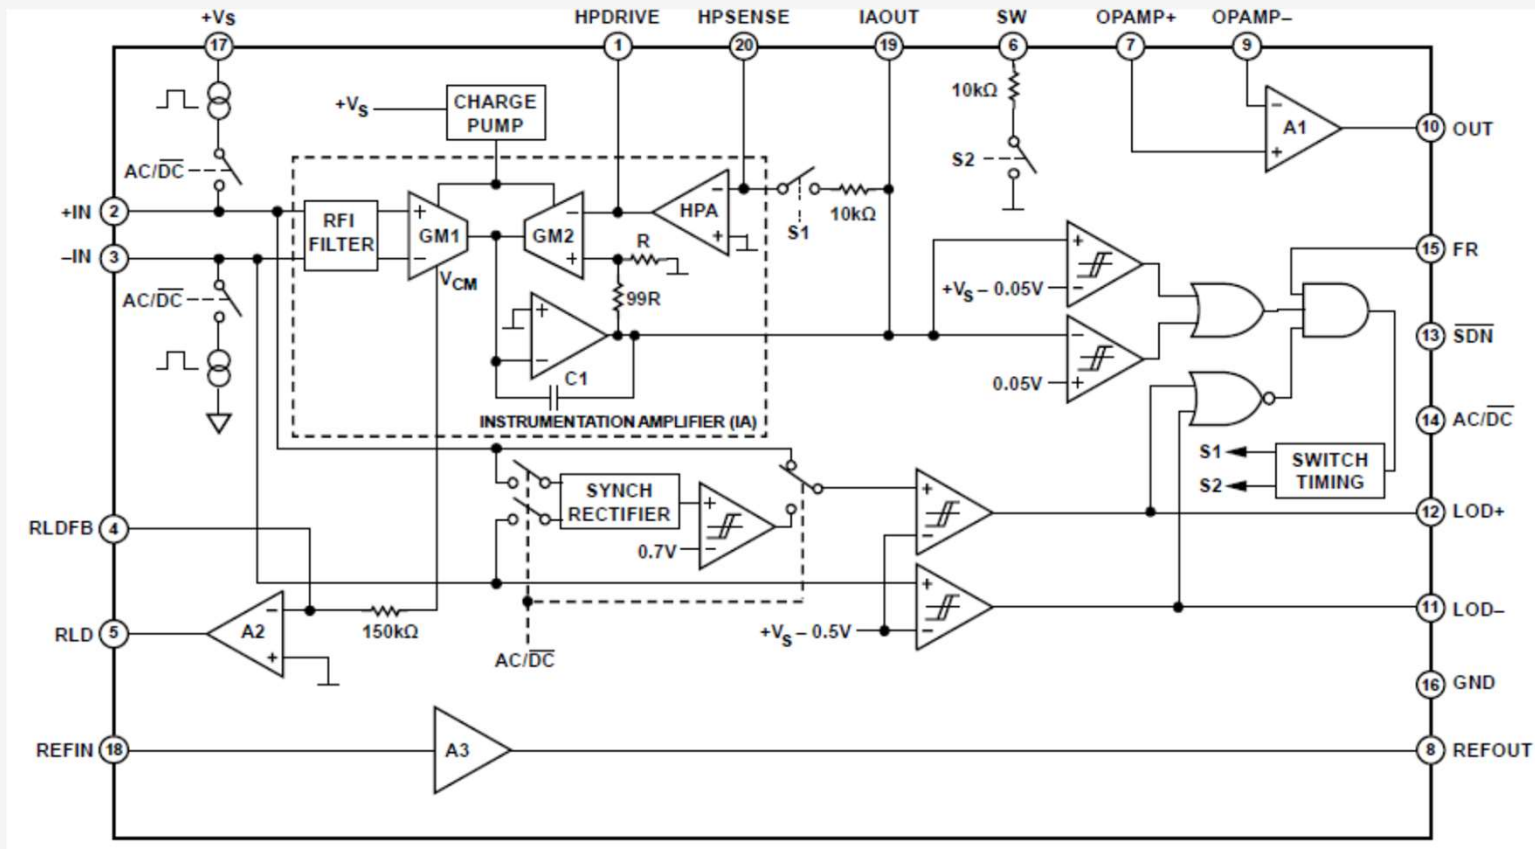 +VS
HPDRIVE
HPSENSE
IAOUT
SW
OPAMP+
OPAMP–
17
1
20
19
6
7
9
+VS
CHARGE
PUMP
10kΩ
A1
10
OUT
AC/DC
S2
+IN
2
RFI
FILTER
+
GM1
–
GM2
–
+
HPA
–
+
S1
10kΩ
–
+
–IN
3
VCM
R
99R
15
FR
AC/DC
+
–
C1
INSTRUMENTATION AMPLIFIER (IA)
+
+VS – 0.05V
–
–
0.05V
+
13
SDN
14
AC/DC
S1
S2
SWITCH
TIMING
SYNCH
RECTIFIER
+
0.7V
–
+
–
12
LOD+
RLDFB
4
+
+VS – 0.5V
–
11
LOD–
RLD
5
A2
–
+
150kΩ
AC/DC
16
GND
REFIN
18
A3
8
REFOUT